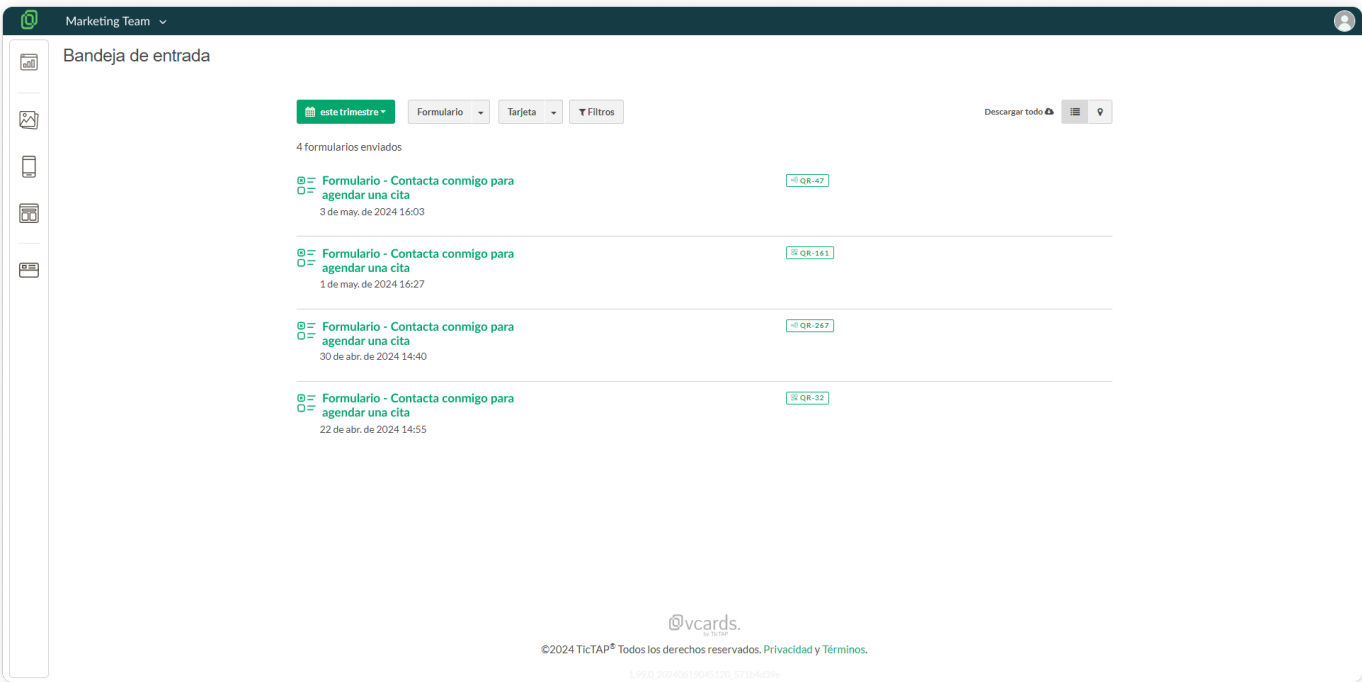 Marketing Team
Bandeja de entrada
este trimestre
Formulario
Tarjeta
Filtros
Descargar todo
4 formularios enviados
Formulario - Contacta conmigo para
agendar una cita
QR-47
3 de may. de 2024 16:03
Formulario - Contacta conmigo para
agendar una cita
QR-161
1 de may. de 2024 16:27
Formulario - Contacta conmigo para
agendar una cita
QR-267
30 de abr. de 2024 14:40
Formulario - Contacta conmigo para
agendar una cita
QR-32
22 de abr. de 2024 14:55
vcards.
by TicTAP
©2024 TicTAP® Todos los derechos reservados. Privacidad y Términos.